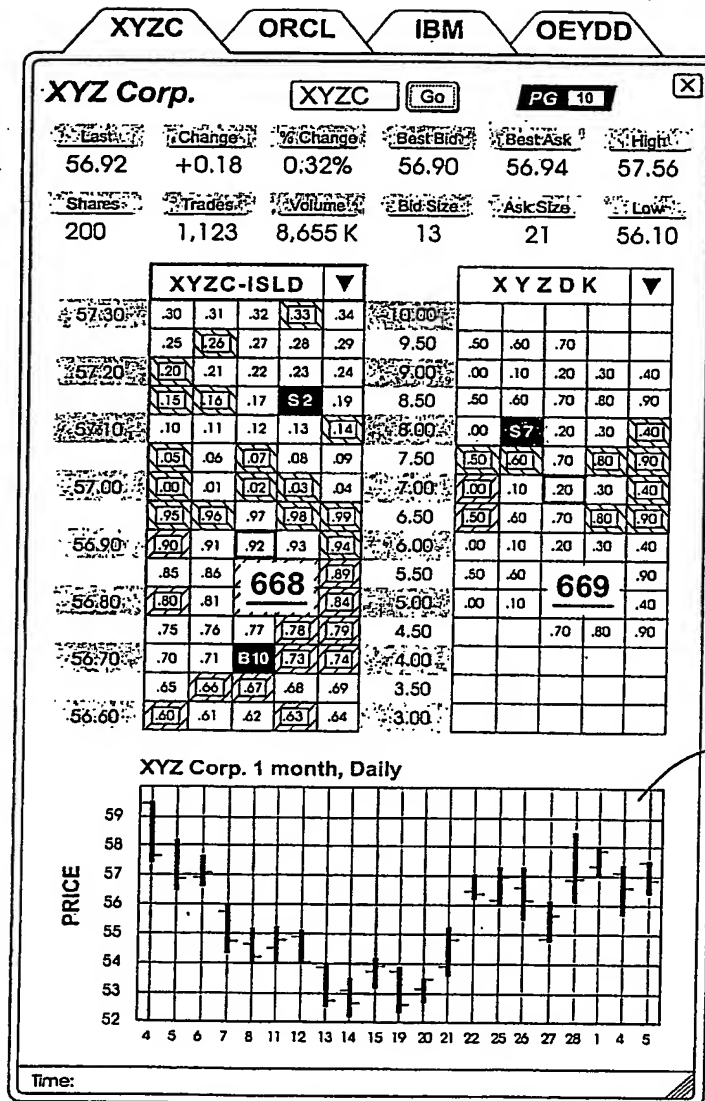 XYZC ORCL IBM OEYDD
XYZ Corp. XYZC Go PG 10 X
Last Change % Change Best Bid Best Ask High
56.92 +0.18 0.32% 56.90 56.94 57.56
Shares Trades Volume Bid Size Ask Size Low
200 1,123 8,655 K 13 21 56.10
XYZC-ISLD ▼ XYZDK ▼
57.30 .30 .31 .32 .33 .34 10.00
.25 .26 .27 .28 .29 9.50 .50 .60 .70
57.20 .20 .21 .22 .23 .24 9.00 .00 .10 .20 .30 .40
.15 .16 .17 S2 .19 8.50 .50 .60 .70 .80 .90
57.10 .10 .11 .12 .13 .14 8.00 .00 S7 .20 .30 .40
.05 .06 .07 .08 .09 7.50 .50 .60 .70 .80 .90
57.00 .00 .01 .02 .03 .04 7.00 .00 .10 .20 .30 .40
.95 .96 .97 .98 .99 6.50 .50 .60 .70 .80 .90
56.90 .90 .91 .92 .93 .94 6.00 .00 .10 .20 .30 .40
.85 .86 668 .89 5.50 .50 .60 669 .90
56.80 .80 .81 .84 5.00 .00 .10 .40
.75 .76 .77 .78 .79 4.50 .70 .80 .90
56.70 .70 .71 B10 .73 .74 4.00
.65 .66 .67 .68 .69 3.50
56.60 .60 .61 .62 .63 .64 3.00
XYZ Corp. 1 month, Daily
PRICE
59
58
57
56
55
54
53
52
4 5 6 7 8 11 12 13 14 15 19 20 21 22 25 26 27 28 1 4 5
Time: